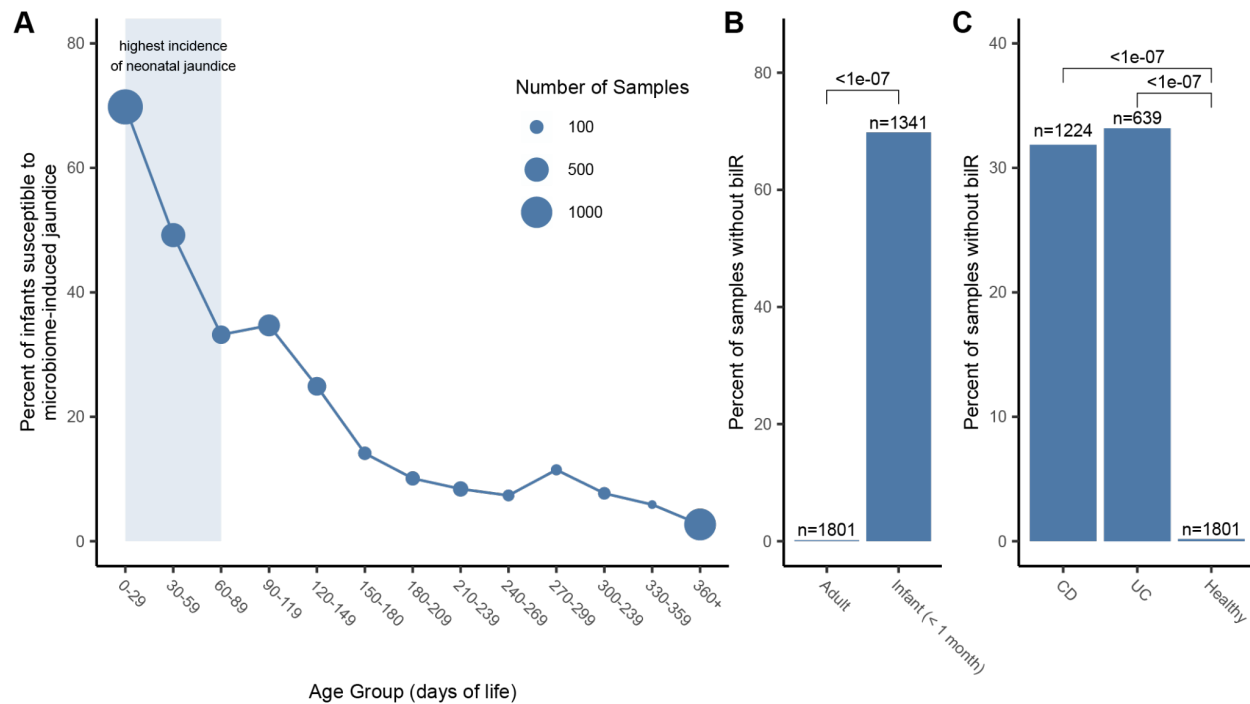 A
80
60
40
20
0
Percent of infants susceptible to
microbiome-induced jaundice
highest incidence
of neonatal jaundice
Number of Samples
100
500
1000
0-29
30-59
60-89
90-119
120-149
150-180
180-209
210-239
240-269
270-299
300-239
330-359
360+
Age Group (days of life)
B
80
60
40
20
0
Percent of samples without bilR
<1e-07
n=1341
n=1801
Adult
Infant (< 1 month)
C
40
30
20
10
0
Percent of samples without bilR
<1e-07
<1e-07
n=1224
n=639
n=1801
CD
UC
Healthy